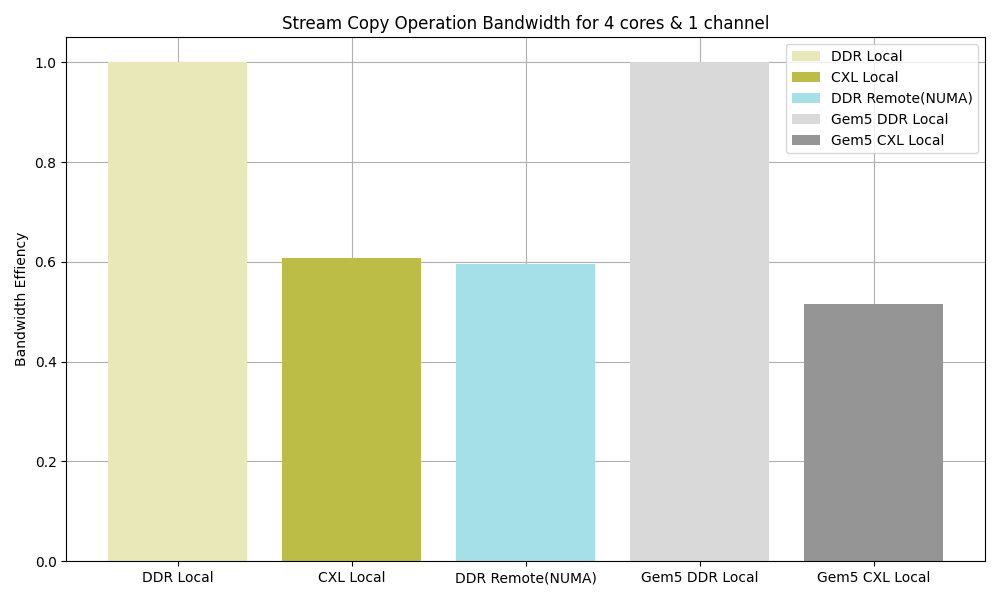 Stream Copy Operation Bandwidth for 4 cores & 1 channel
Bandwidth Effiency
1.0
0.8
0.6
0.4
0.2
0.0
DDR Local
CXL Local
DDR Remote(NUMA)
Gem5 DDR Local
Gem5 CXL Local
DDR Local
CXL Local
DDR Remote(NUMA)
Gem5 DDR Local
Gem5 CXL Local